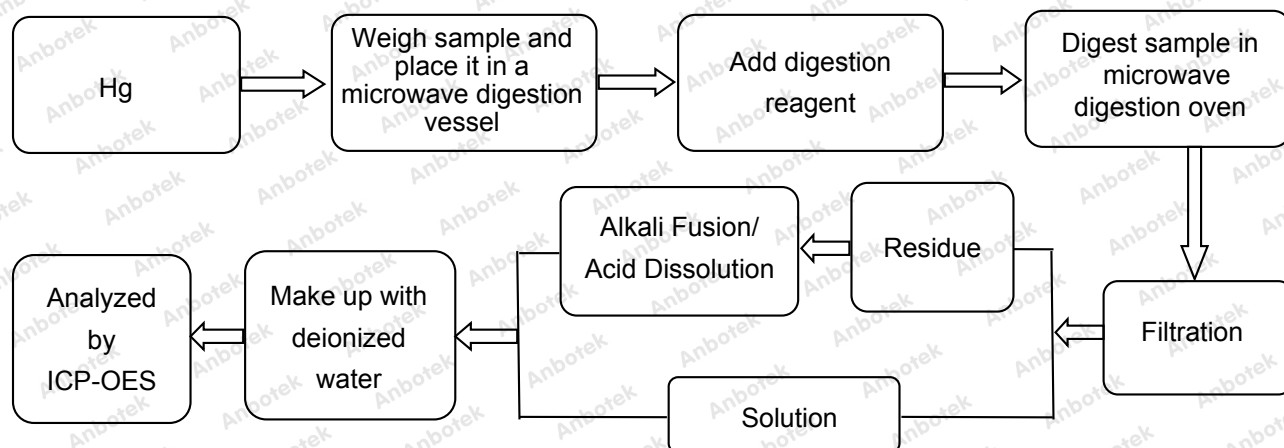 Hg
Weigh sample and
place it in a
microwave digestion
vessel
Add digestion
reagent
Digest sample in
microwave
digestion oven
Filtration
Residue
Alkali Fusion/
Acid Dissolution
Solution
Make up with
deionized
water
Analyzed
by
ICP-OES
Anbotek